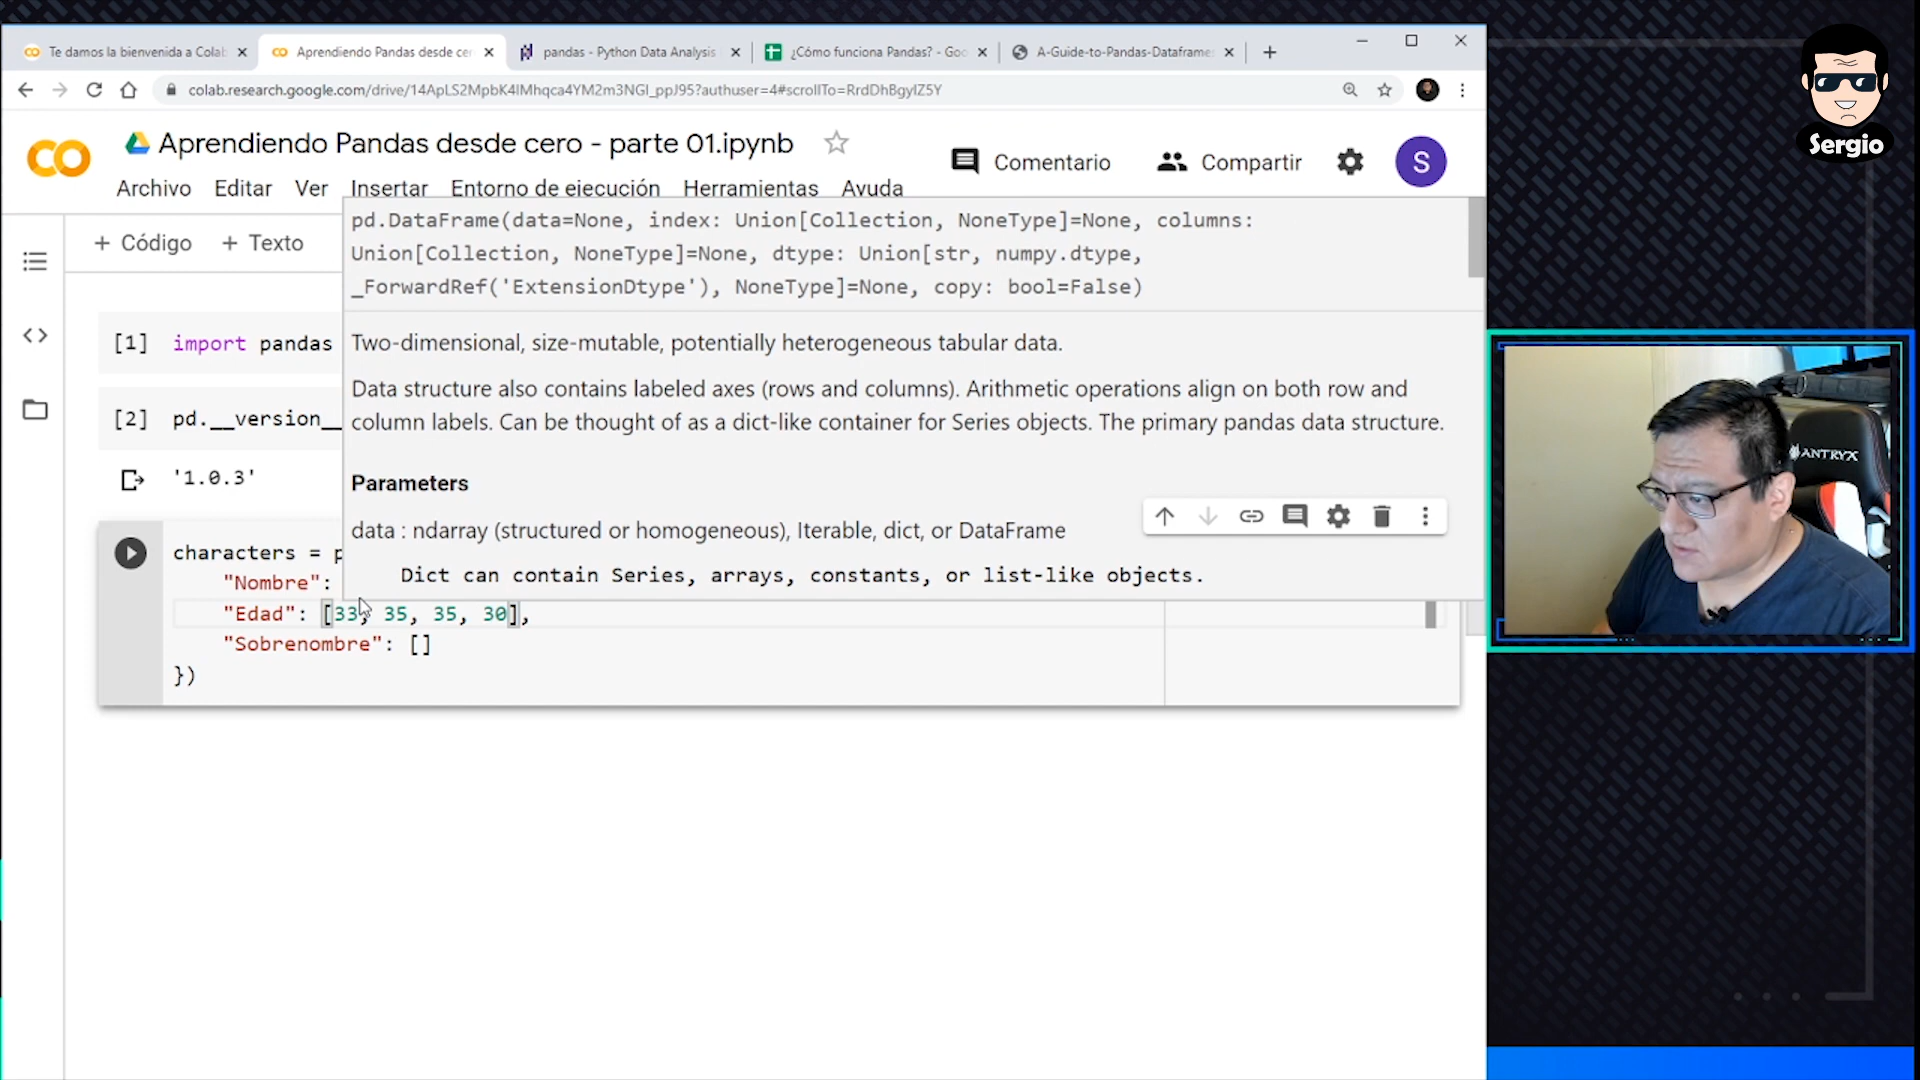 Te damos la bienvenida a Colab
Aprendiendo Pandas desde cer
pandas - Python Data Analysis
¿Cómo funciona Pandas? - Goo
A-Guide-to-Pandas-Dataframes
colab.research.google.com/drive/14ApLS2MpbK4lMhqca4YM2m3NGl_ppJ95?authuser=4#scrollTo=RrdDhBgyIZ5Y
Aprendiendo Pandas desde cero - parte 01.ipynb
Comentario
Compartir
S
Archivo Editar Ver Insertar Entorno de ejecución Herramientas Ayuda
+ Código + Texto
pd.DataFrame(data=None, index: Union[Collection, NoneType]=None, columns:
Union[Collection, NoneType]=None, dtype: Union[str, numpy.dtype,
_ForwardRef('ExtensionDtype'), NoneType]=None, copy: bool=False)
[1] import pandas
Two-dimensional, size-mutable, potentially heterogeneous tabular data.
Data structure also contains labeled axes (rows and columns). Arithmetic operations align on both row and
column labels. Can be thought of as a dict-like container for Series objects. The primary pandas data structure.
[2] pd.__version__
'1.0.3'
Parameters
data : ndarray (structured or homogeneous), Iterable, dict, or DataFrame
Dict can contain Series, arrays, constants, or list-like objects.
characters = p
"Nombre":
"Edad": [33, 35, 35, 30],
"Sobrenombre": []
})
Sergio
ANTRYX